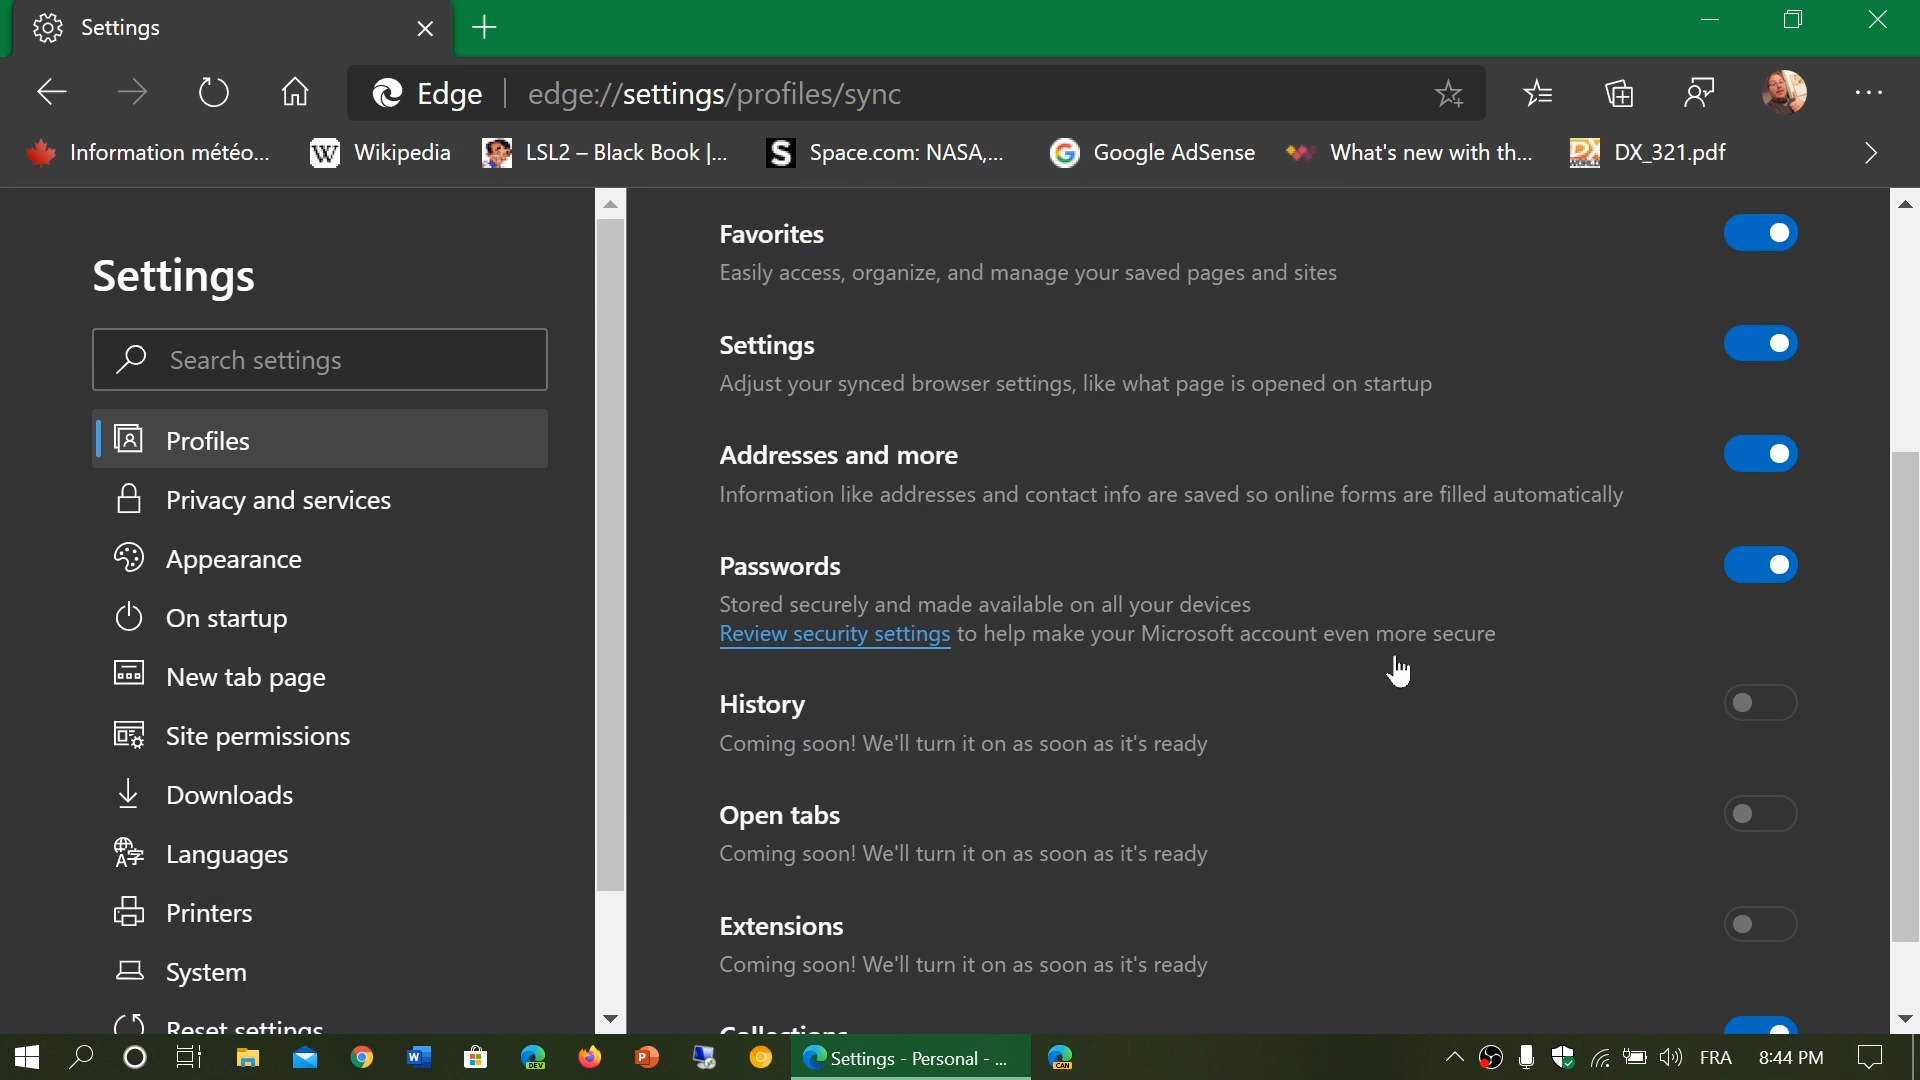 Settings
Edge
edge://settings/profiles/sync
Information météo...
Wikipedia
LSL2 – Black Book |...
Space.com: NASA,...
Google AdSense
What's new with th...
DX_321.pdf
Settings
Search settings
Profiles
Privacy and services
Appearance
On startup
New tab page
Site permissions
Downloads
Languages
Printers
System
Reset settings
Favorites
Easily access, organize, and manage your saved pages and sites
Settings
Adjust your synced browser settings, like what page is opened on startup
Addresses and more
Information like addresses and contact info are saved so online forms are filled automatically
Passwords
Stored securely and made available on all your devices
Review security settings to help make your Microsoft account even more secure
History
Coming soon! We'll turn it on as soon as it's ready
Open tabs
Coming soon! We'll turn it on as soon as it's ready
Extensions
Coming soon! We'll turn it on as soon as it's ready
Collections
DEV
Settings - Personal - ...
CAN
FRA
8:44 PM